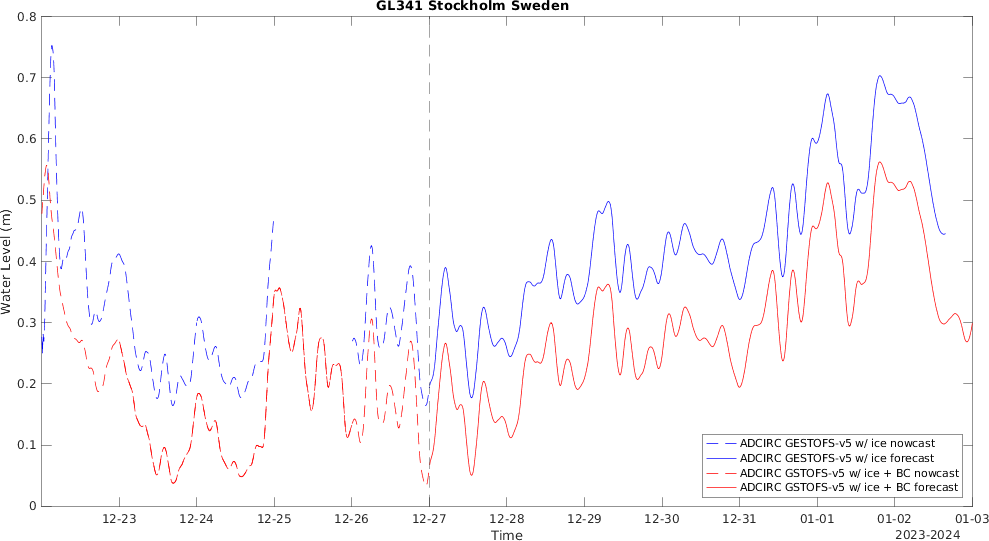 GL341 Stockholm Sweden
0.8
0.7
0.6
0.5
0.4
0.3
0.2
0.1
0
Water Level (m)
12-23 12-24 12-25 12-26 12-27 12-28 12-29 12-30 12-31 01-01 01-02 01-03
Time
2023-2024
ADCIRC GESTOFS-v5 w/ ice nowcast
ADCIRC GESTOFS-v5 w/ ice forecast
ADCIRC GSTOFS-v5 w/ ice + BC nowcast
ADCIRC GSTOFS-v5 w/ ice + BC forecast